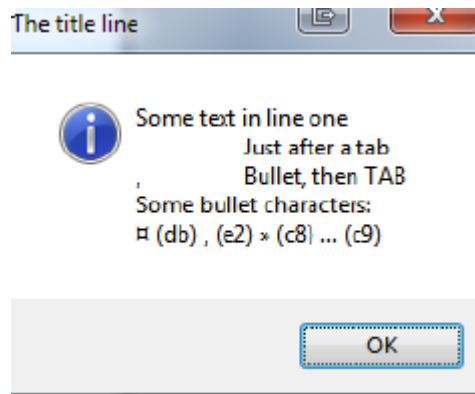 The title line
Some text in line one
Just after a tab
, Bullet, then TAB
Some bullet characters:
¤ (db) , (e2) » (c8) ... (c9)
OK